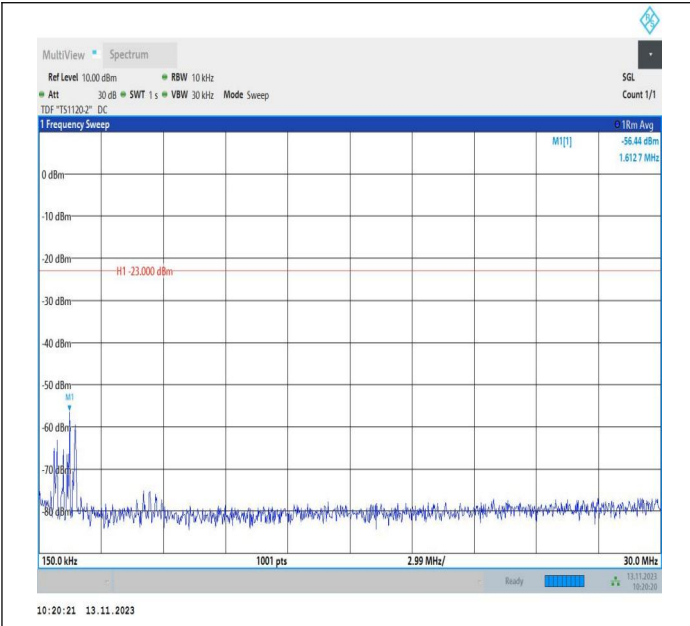 MultiView Spectrum
Ref Level 10.00 dBm RBW 10 kHz SGL
Att 30 dB SWT 1 s VBW 30 kHz Mode Sweep Count 1/1
TDF "TS1120-2" DC
1 Frequency Sweep 1Rm Avg
M1[1] -56.44 dBm
1.612 7 MHz
0 dBm
-10 dBm
-20 dBm
H1 -23.000 dBm
-30 dBm
-40 dBm
-50 dBm
M1
-60 dBm
-70 dBm
-80 dBm
150.0 kHz 1001 pts 2.99 MHz/ 30.0 MHz
Ready 13.11.2023
10:20:20
10:20:21 13.11.2023